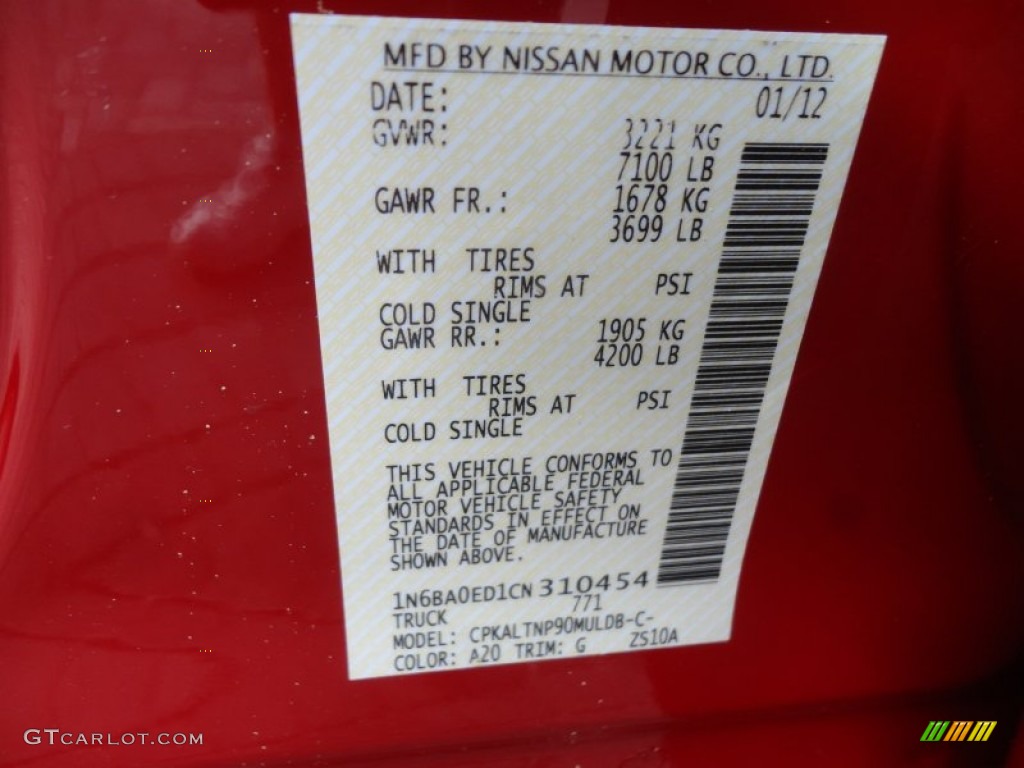 MFD BY NISSAN MOTOR CO., LTD.
DATE: 01/12
GVWR: 3221 KG
7100 LB
GAWR FR.: 1678 KG
3699 LB
WITH TIRES
RIMS AT PSI
COLD SINGLE
GAWR RR.: 1905 KG
4200 LB
WITH TIRES
RIMS AT PSI
COLD SINGLE
THIS VEHICLE CONFORMS TO
ALL APPLICABLE FEDERAL
MOTOR VEHICLE SAFETY
STANDARDS IN EFFECT ON
THE DATE OF MANUFACTURE
SHOWN ABOVE.
1N6BA0ED1CN310454
TRUCK 771
MODEL: CPKALTNP90MULDB-C-
COLOR: A20 TRIM: G ZS10A
GTCARLOT.COM